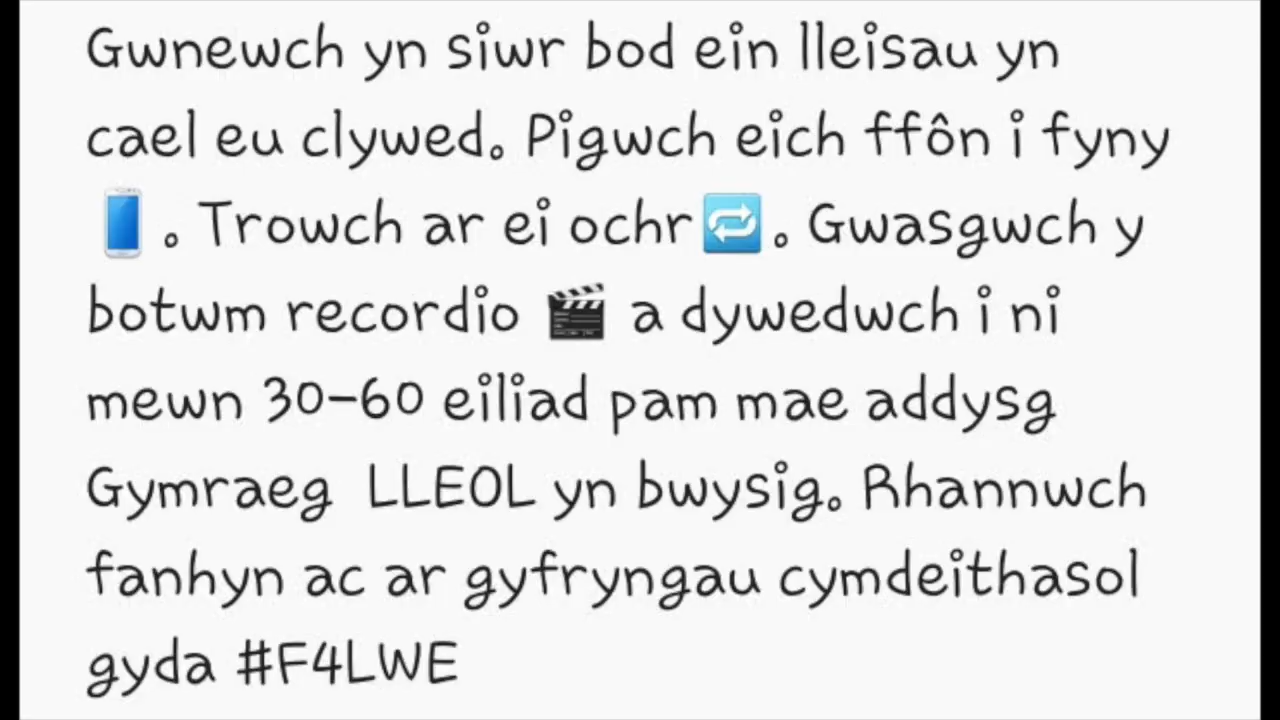 Gwnewch yn siwr bod ein lleisau yn
cael eu clywed. Pigwch eich ffôn i fyny
📱. Trowch ar ei ochr🔁. Gwasgwch y
botwm recordio 🎬 a dywedwch i ni
mewn 30-60 eiliad pam mae addysg
Gymraeg LLEOL yn bwysig. Rhannwch
fanhyn ac ar gyfryngau cymdeithasol
gyda #F4LWE